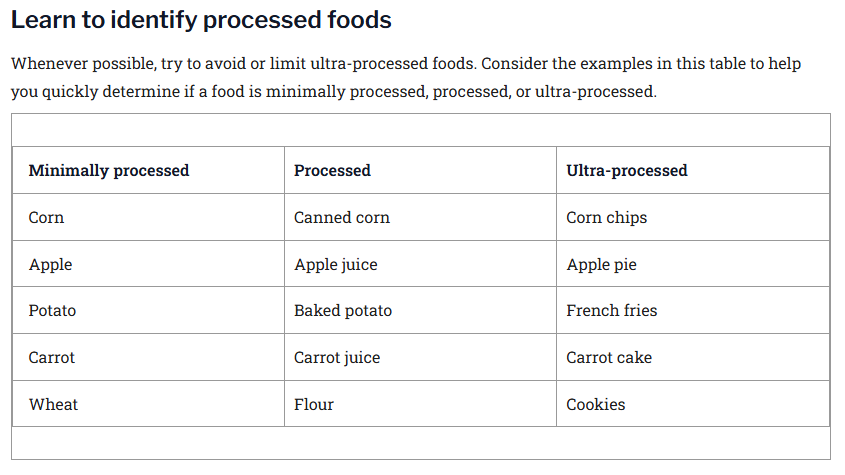 Learn to identify processed foods
Whenever possible, try to avoid or limit ultra-processed foods. Consider the examples in this table to help
you quickly determine if a food is minimally processed, processed, or ultra-processed.
Minimally processed Processed Ultra-processed
Corn Canned corn Corn chips
Apple Apple juice Apple pie
Potato Baked potato French fries
Carrot Carrot juice Carrot cake
Wheat Flour Cookies